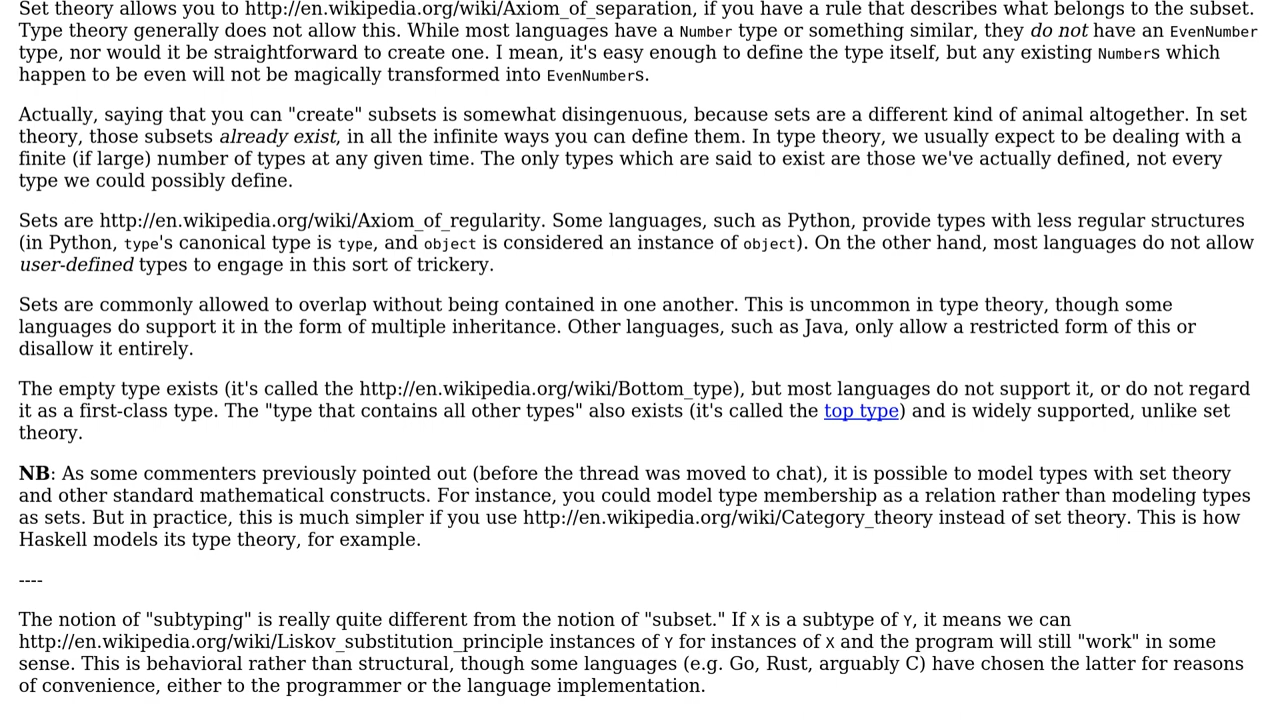 Set theory allows you to http://en.wikipedia.org/wiki/Axiom_of_separation, if you have a rule that describes what belongs to the subset.
Type theory generally does not allow this. While most languages have a Number type or something similar, they do not have an EvenNumber
type, nor would it be straightforward to create one. I mean, it's easy enough to define the type itself, but any existing Numbers which
happen to be even will not be magically transformed into EvenNumbers.
Actually, saying that you can "create" subsets is somewhat disingenuous, because sets are a different kind of animal altogether. In set
theory, those subsets already exist, in all the infinite ways you can define them. In type theory, we usually expect to be dealing with a
finite (if large) number of types at any given time. The only types which are said to exist are those we've actually defined, not every
type we could possibly define.
Sets are http://en.wikipedia.org/wiki/Axiom_of_regularity. Some languages, such as Python, provide types with less regular structures
(in Python, type's canonical type is type, and object is considered an instance of object). On the other hand, most languages do not allow
user-defined types to engage in this sort of trickery.
Sets are commonly allowed to overlap without being contained in one another. This is uncommon in type theory, though some
languages do support it in the form of multiple inheritance. Other languages, such as Java, only allow a restricted form of this or
disallow it entirely.
The empty type exists (it's called the http://en.wikipedia.org/wiki/Bottom_type), but most languages do not support it, or do not regard
it as a first-class type. The "type that contains all other types" also exists (it's called the top type) and is widely supported, unlike set
theory.
NB: As some commenters previously pointed out (before the thread was moved to chat), it is possible to model types with set theory
and other standard mathematical constructs. For instance, you could model type membership as a relation rather than modeling types
as sets. But in practice, this is much simpler if you use http://en.wikipedia.org/wiki/Category_theory instead of set theory. This is how
Haskell models its type theory, for example.
----
The notion of "subtyping" is really quite different from the notion of "subset." If X is a subtype of Y, it means we can
http://en.wikipedia.org/wiki/Liskov_substitution_principle instances of Y for instances of X and the program will still "work" in some
sense. This is behavioral rather than structural, though some languages (e.g. Go, Rust, arguably C) have chosen the latter for reasons
of convenience, either to the programmer or the language implementation.